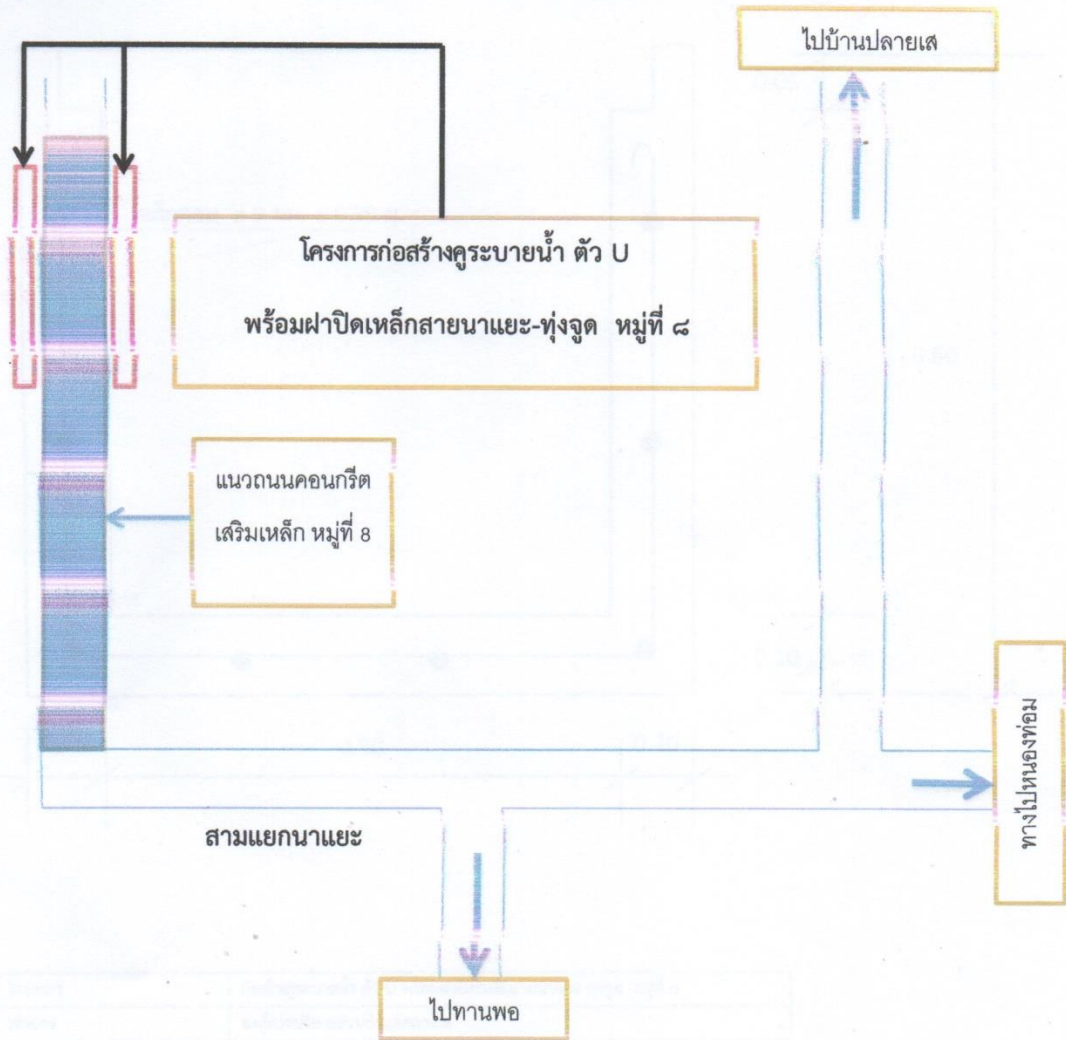 ไปบ้านปลายเส
โครงการก่อสร้างคูระบายน้ำ ตัว U
พร้อมฝาปิดเหล็กสายนาแยะ-ทุ่งจูด หมู่ที่ ๘
แนวถนนคอนกรีต
เสริมเหล็ก หมู่ที่ 8
ทางไปหนองท่อม
สามแยกนาแยะ
ไปทานพอ